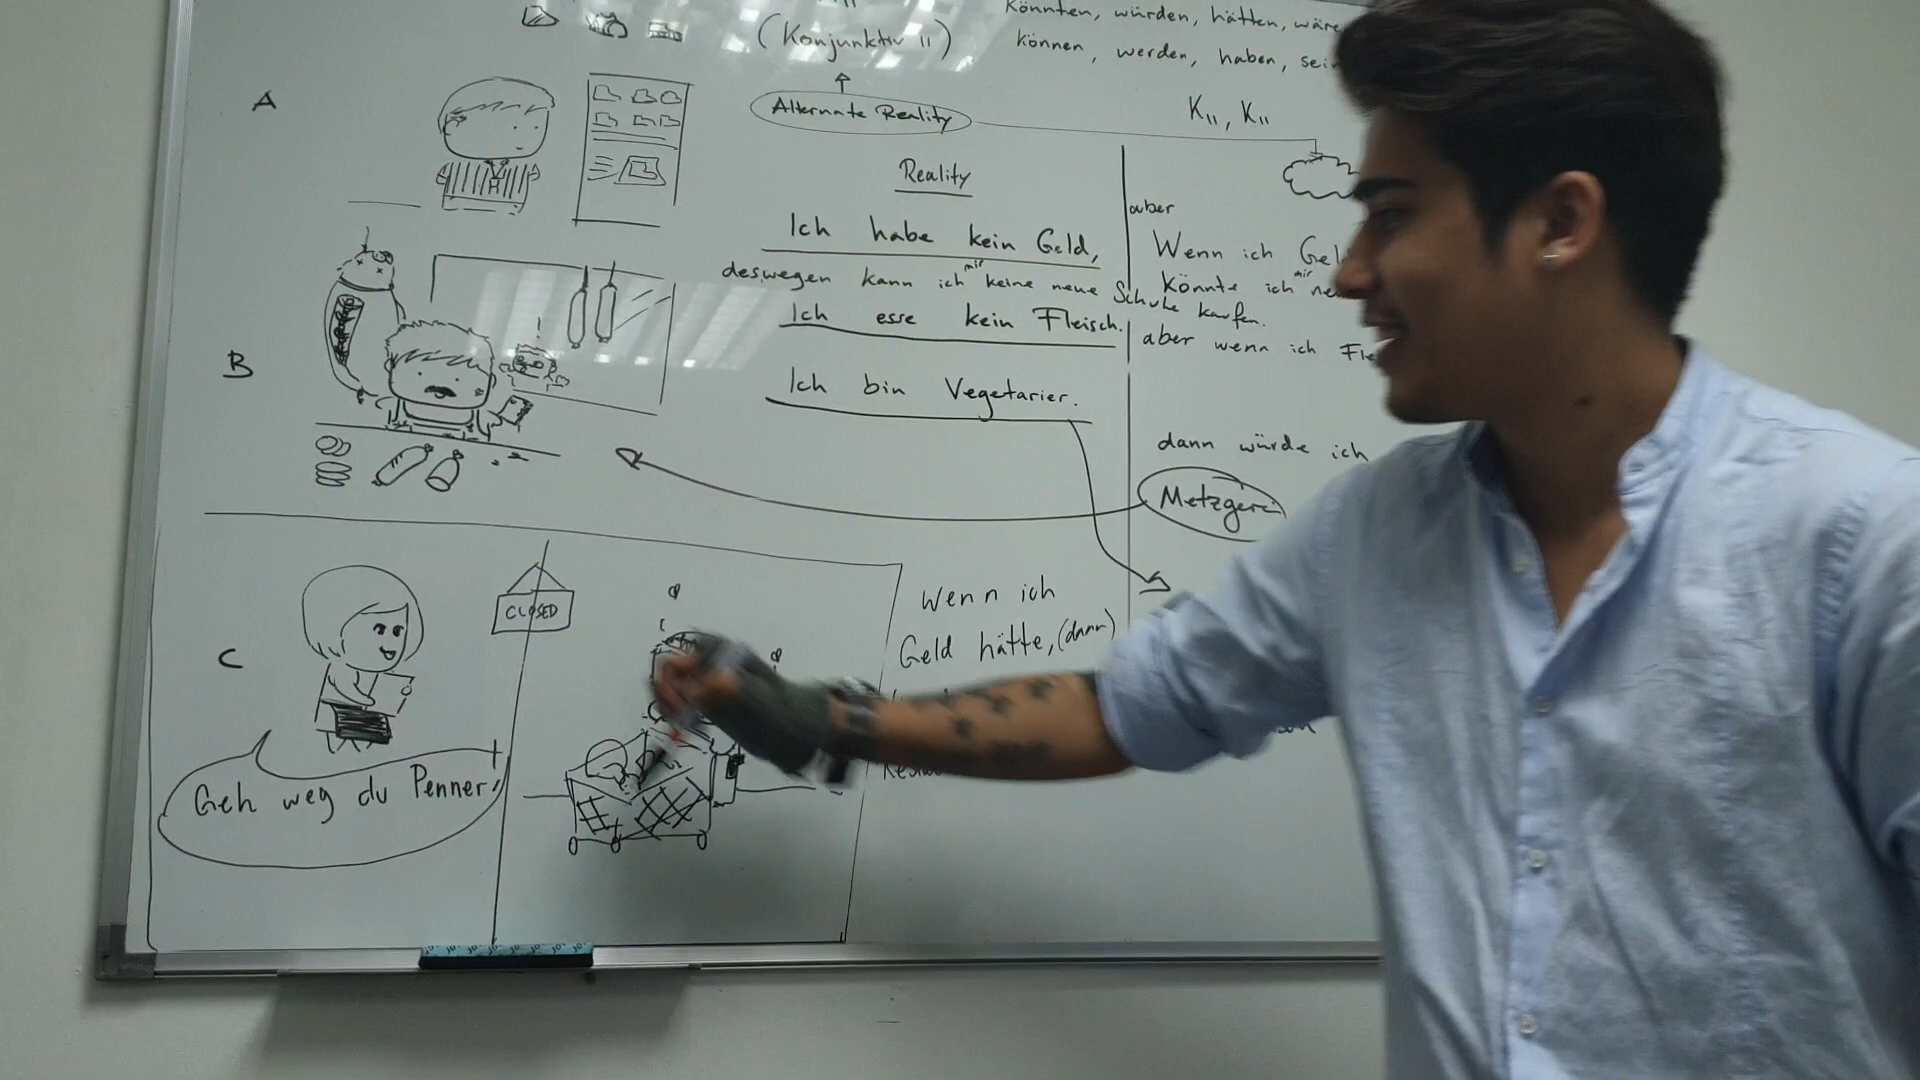 (Konjunktiv II)
könnten, würden, hätten, wäre
können, werden, haben, sein
A
Alternate Reality
K II, K II
Reality
aber
Ich habe kein Geld,
Wenn ich Gel
deswegen kann ich mir keine neue Schuhe kaufen.
könnte ich mir ne
Ich esse kein Fleisch.
aber wenn ich Fle
B
Ich bin Vegetarier.
dann würde ich
Metzgerei
C
CLOSED
Wenn ich
Geld hätte, (dann)
Geh weg du Penner!